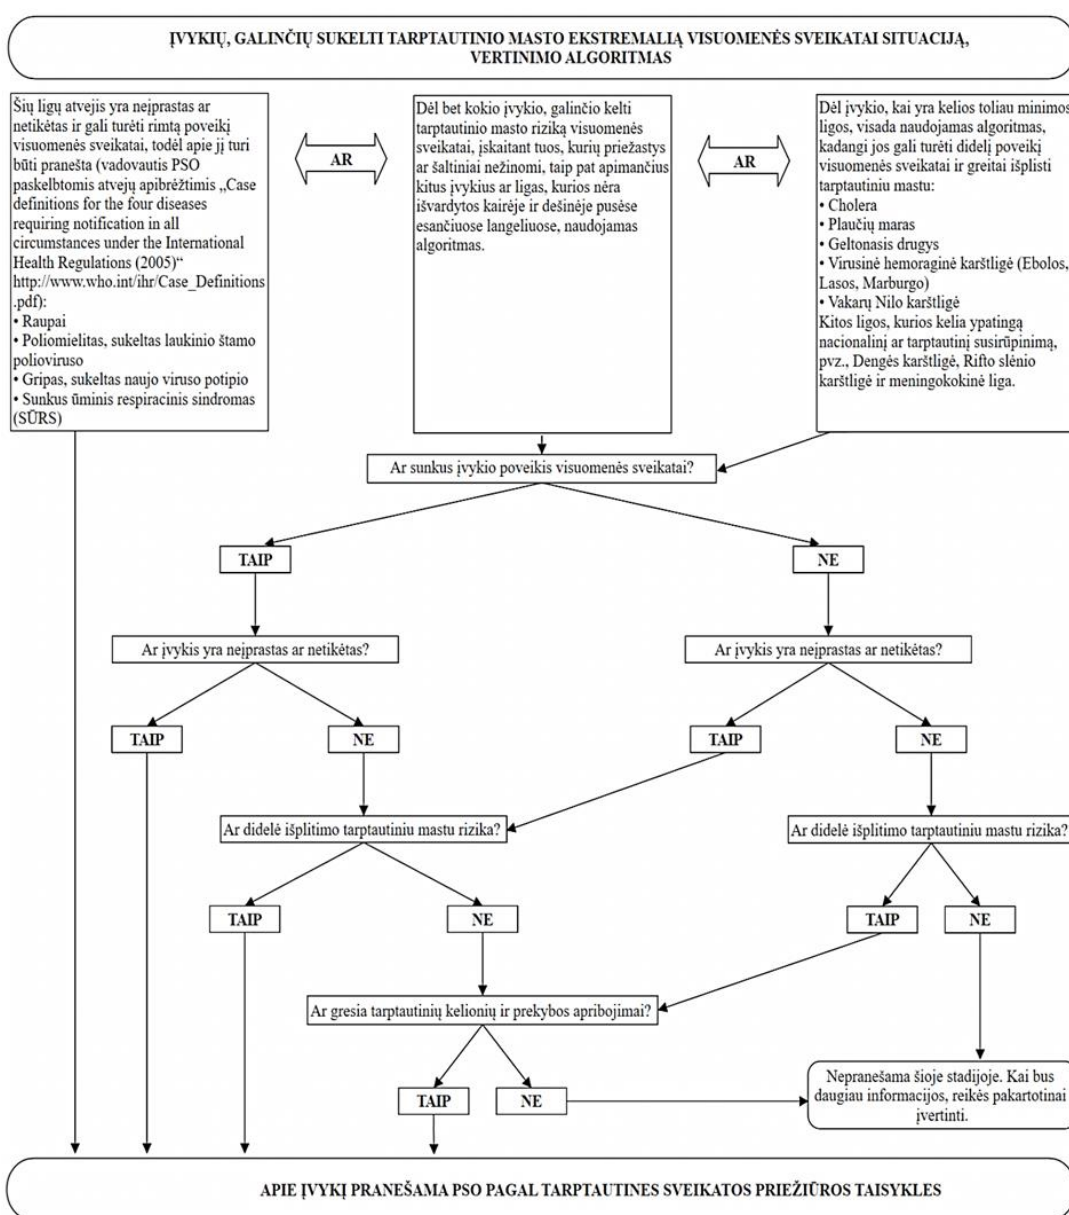 ĮVYKIŲ, GALINČIŲ SUKELTI TARPTAUTINIO MASTO EKSTREMALIĄ VISUOMENĖS SVEIKATAI SITUACIJĄ,
VERTINIMO ALGORITMAS
Šių ligų atvejis yra neįprastas ar
netikėtas ir gali turėti rimtą poveikį
visuomenės sveikatai, todėl apie jį turi
būti pranešta (vadovautis PSO
paskelbtomis atvejų apibrėžtimis „Case
definitions for the four diseases
requiring notification in all
circumstances under the International
Health Regulations (2005)“
http://www.who.int/ihr/Case_Definitions
.pdf):
• Raupai
• Poliomielitas, sukeltas laukinio štamo
polioviruso
• Gripas, sukeltas naujo viruso potipio
• Sunkus ūminis respiracinis sindromas
(SŪRS)
AR
Dėl bet kokio įvykio, galinčio kelti
tarptautinio masto riziką visuomenės
sveikatai, įskaitant tuos, kurių priežastys
ar šaltiniai nežinomi, taip pat apimančius
kitus įvykius ar ligas, kurios nėra
išvardytos kairėje ir dešinėje pusėse
esančiuose langeliuose, naudojamas
algoritmas.
AR
Dėl įvykio, kai yra kelios toliau minimos
ligos, visada naudojamas algoritmas,
kadangi jos gali turėti didelį poveikį
visuomenės sveikatai ir greitai išplisti
tarptautiniu mastu:
• Cholera
• Plaučių maras
• Geltonasis drugys
• Virusinė hemoraginė karštligė (Ebolos,
Lasos, Marburgo)
• Vakarų Nilo karštligė
Kitos ligos, kurios kelia ypatingą
nacionalinį ar tarptautinį susirūpinimą,
pvz., Dengės karštligė, Rifto slėnio
karštligė ir meningokokinė liga.
Ar sunkus įvykio poveikis visuomenės sveikatai?
TAIP
NE
Ar įvykis yra neįprastas ar netikėtas?
Ar įvykis yra neįprastas ar netikėtas?
TAIP
NE
TAIP
NE
Ar didelė išplitimo tarptautiniu mastu rizika?
Ar didelė išplitimo tarptautiniu mastu rizika?
TAIP
NE
TAIP
NE
Ar gresia tarptautinių kelionių ir prekybos apribojimai?
TAIP
NE
Nepranešama šioje stadijoje. Kai bus
daugiau informacijos, reikės pakartotinai
įvertinti.
APIE ĮVYKĮ PRANEŠAMA PSO PAGAL TARPTAUTINES SVEIKATOS PRIEŽIŪROS TAISYKLES